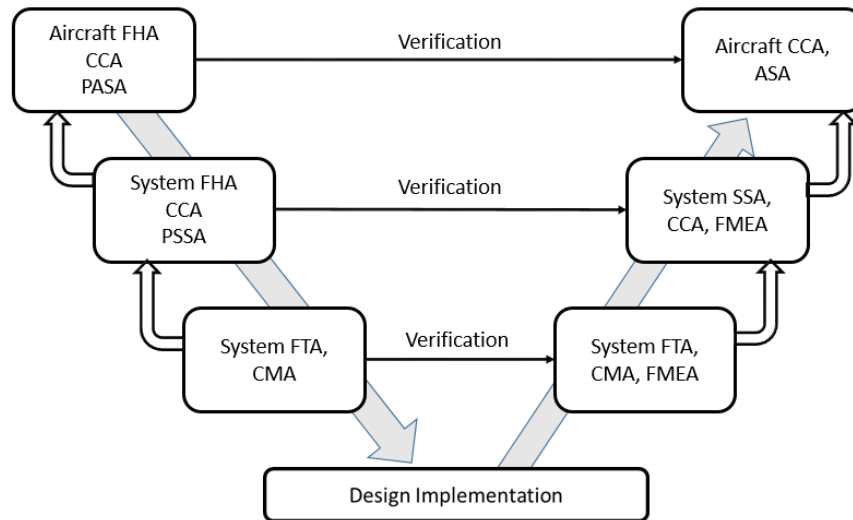 Aircraft FHA
CCA
PASA
Verification
Aircraft CCA,
ASA
System FHA
CCA
PSSA
Verification
System SSA,
CCA, FMEA
System FTA,
CMA
Verification
System FTA,
CMA, FMEA
Design Implementation